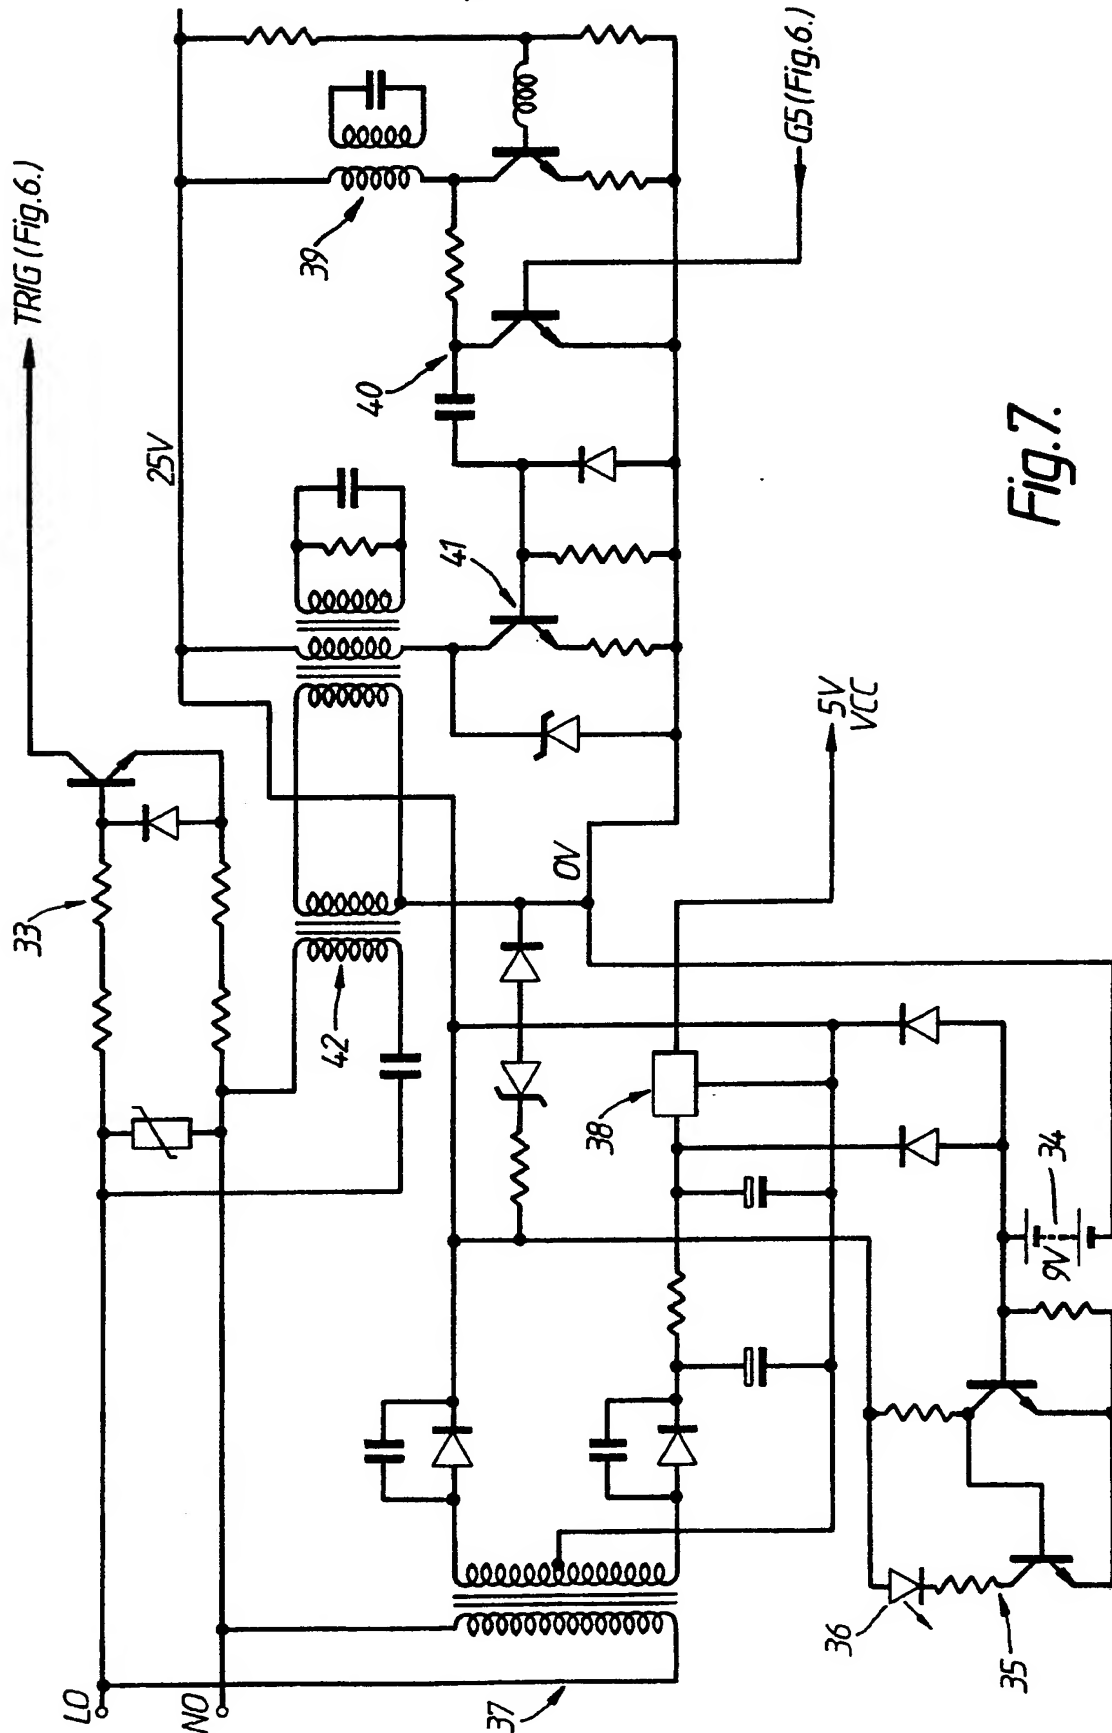 LO
NO
33
TRIG (Fig.6.)
25V
42
39
40
41
0V
G5(Fig.6.)
38
5V
VCC
37
36
35
9V
34
Fig.7.